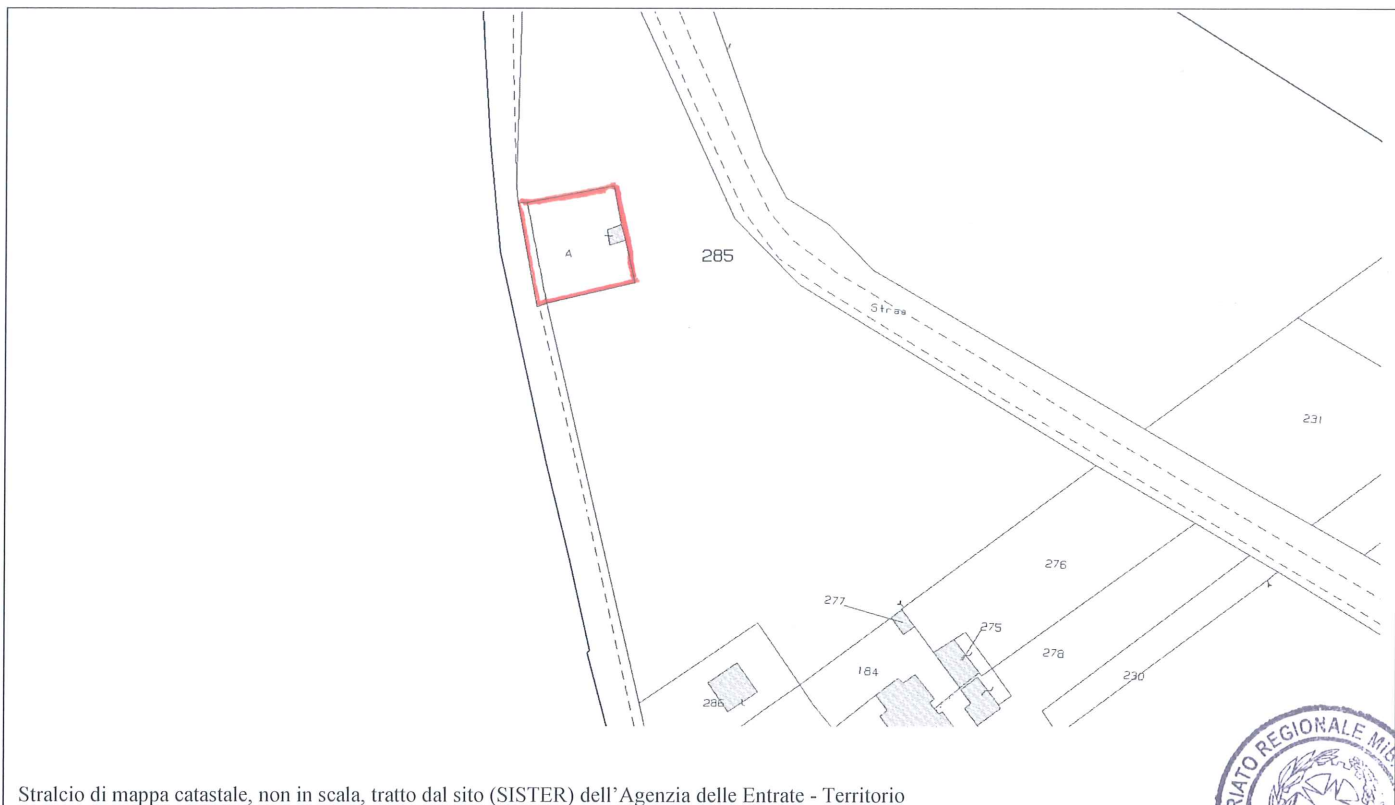 285
A
Strad
231
276
277
275
278
184
230
286
Stralcio di mappa catastale, non in scala, tratto dal sito (SISTER) dell'Agenzia delle Entrate - Territorio
REGIONALE